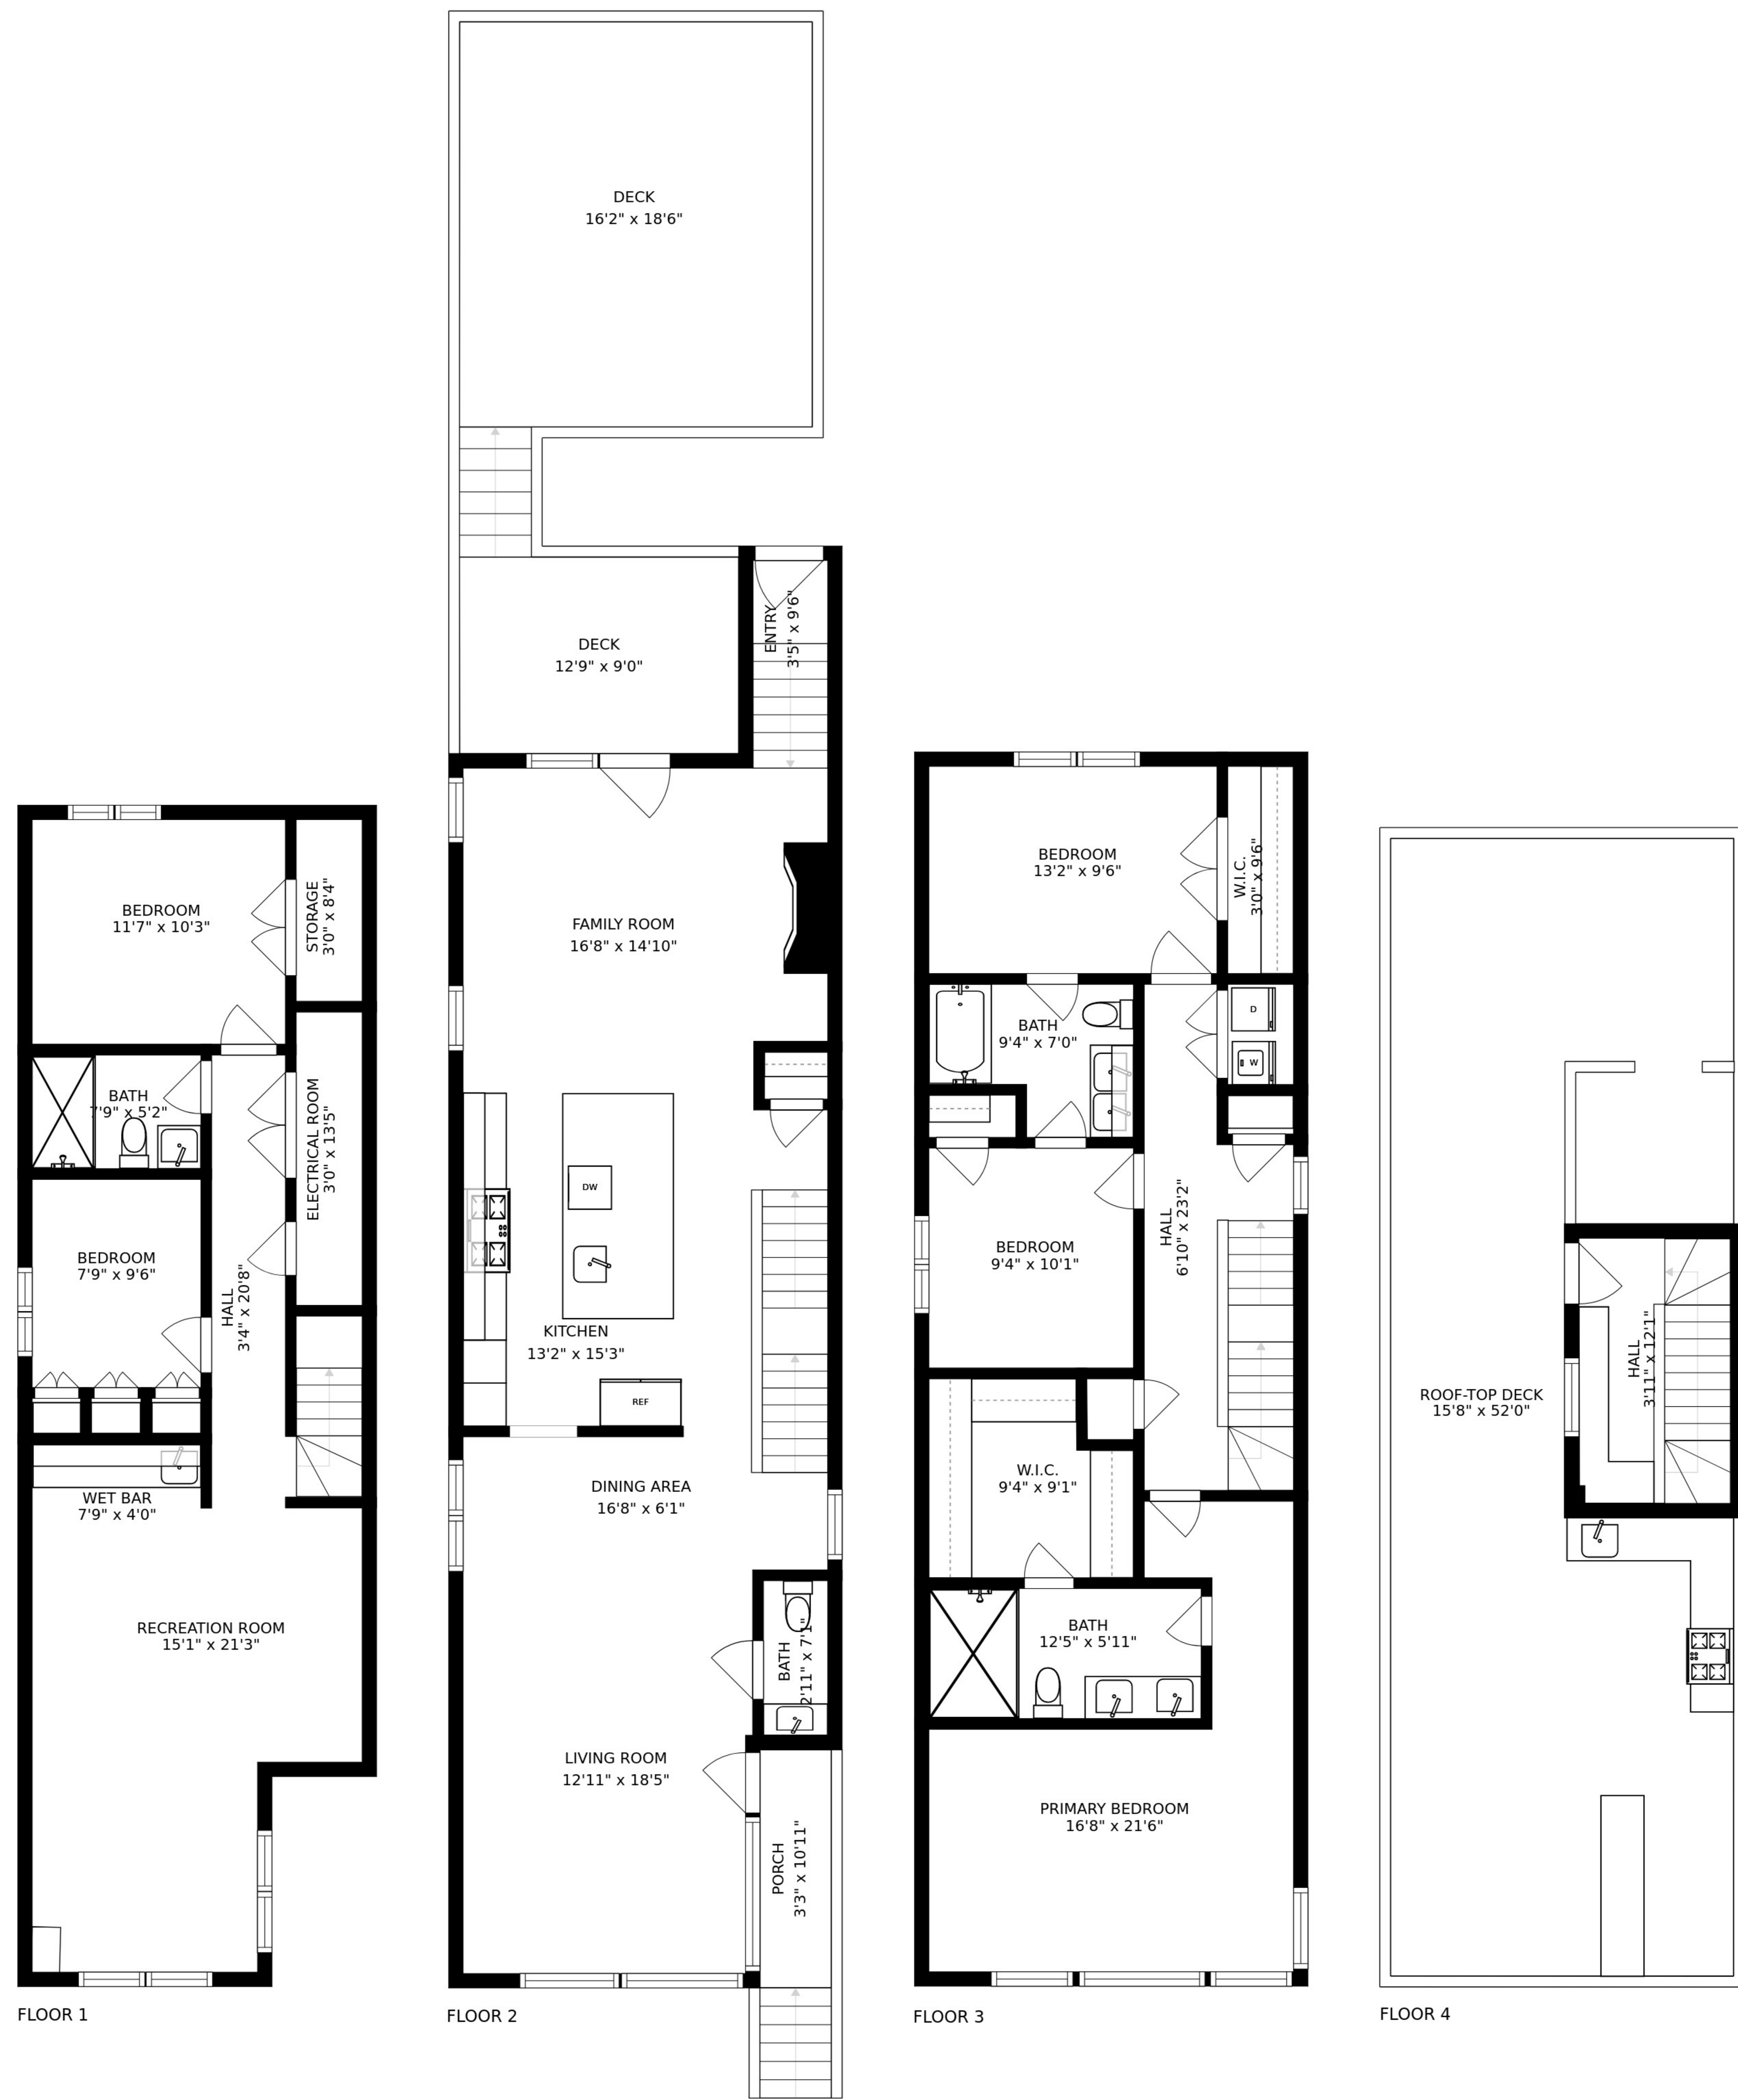 DECK
16'2" x 18'6"
DECK
12'9" x 9'0"
ENTRY
3'5" x 9'6"
FAMILY ROOM
16'8" x 14'10"
DW
KITCHEN
13'2" x 15'3"
REF
DINING AREA
16'8" x 6'1"
BATH
2'11" x 7'1"
LIVING ROOM
12'11" x 18'5"
PORCH
3'3" x 10'11"
FLOOR 2
BEDROOM
11'7" x 10'3"
STORAGE
3'0" x 8'4"
BATH
7'9" x 5'2"
ELECTRICAL ROOM
3'0" x 13'5"
BEDROOM
7'9" x 9'6"
HALL
3'4" x 20'8"
WET BAR
7'9" x 4'0"
RECREATION ROOM
15'1" x 21'3"
FLOOR 1
BEDROOM
13'2" x 9'6"
W.I.C.
3'0" x 9'6"
D
W
BATH
9'4" x 7'0"
HALL
6'10" x 23'2"
BEDROOM
9'4" x 10'1"
W.I.C.
9'4" x 9'1"
BATH
12'5" x 5'11"
PRIMARY BEDROOM
16'8" x 21'6"
FLOOR 3
HALL
3'11" x 12'1"
ROOF-TOP DECK
15'8" x 52'0"
FLOOR 4